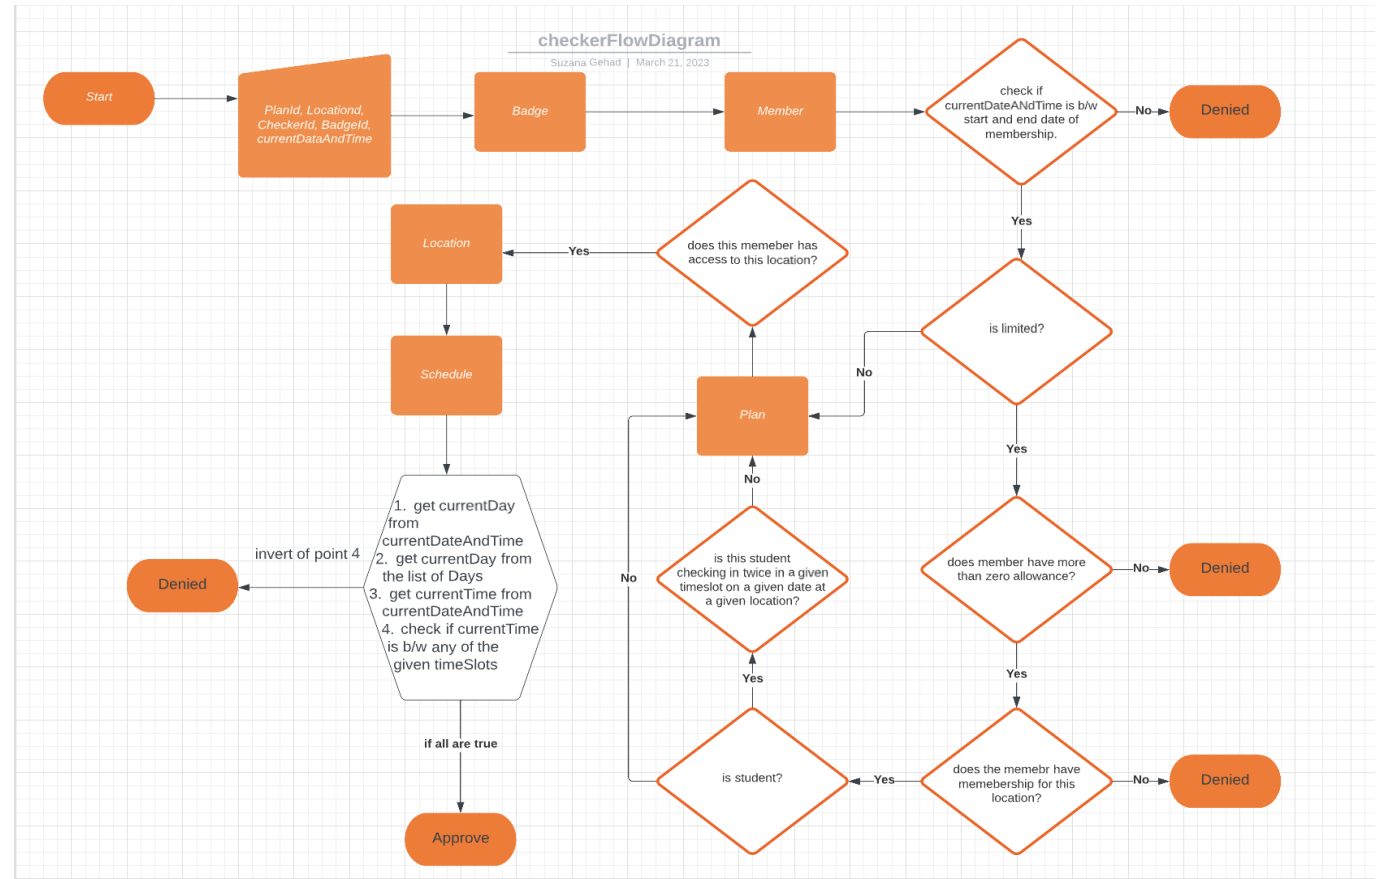 checkerFlowDiagram
Suzana Gehad | March 21, 2023
Start
PlanId, Locationd,
CheckerId, BadgeId,
currentDataAndTime
Badge
Member
check if
currentDateANdTime is b/w
start and end date of
membership.
No
Denied
Yes
Location
Yes
does this memeber has
access to this location?
is limited?
No
Schedule
Plan
Yes
No
1. get currentDay
from
currentDateAndTime
2. get currentDay from
the list of Days
3. get currentTime from
currentDateAndTime
4. check if currentTime
is b/w any of the
given timeSlots
invert of point 4
Denied
No
is this student
checking in twice in a given
timeslot on a given date at
a given location?
does member have more
than zero allowance?
No
Denied
Yes
Yes
if all are true
is student?
Yes
does the memebr have
memebership for this
location?
No
Denied
Approve